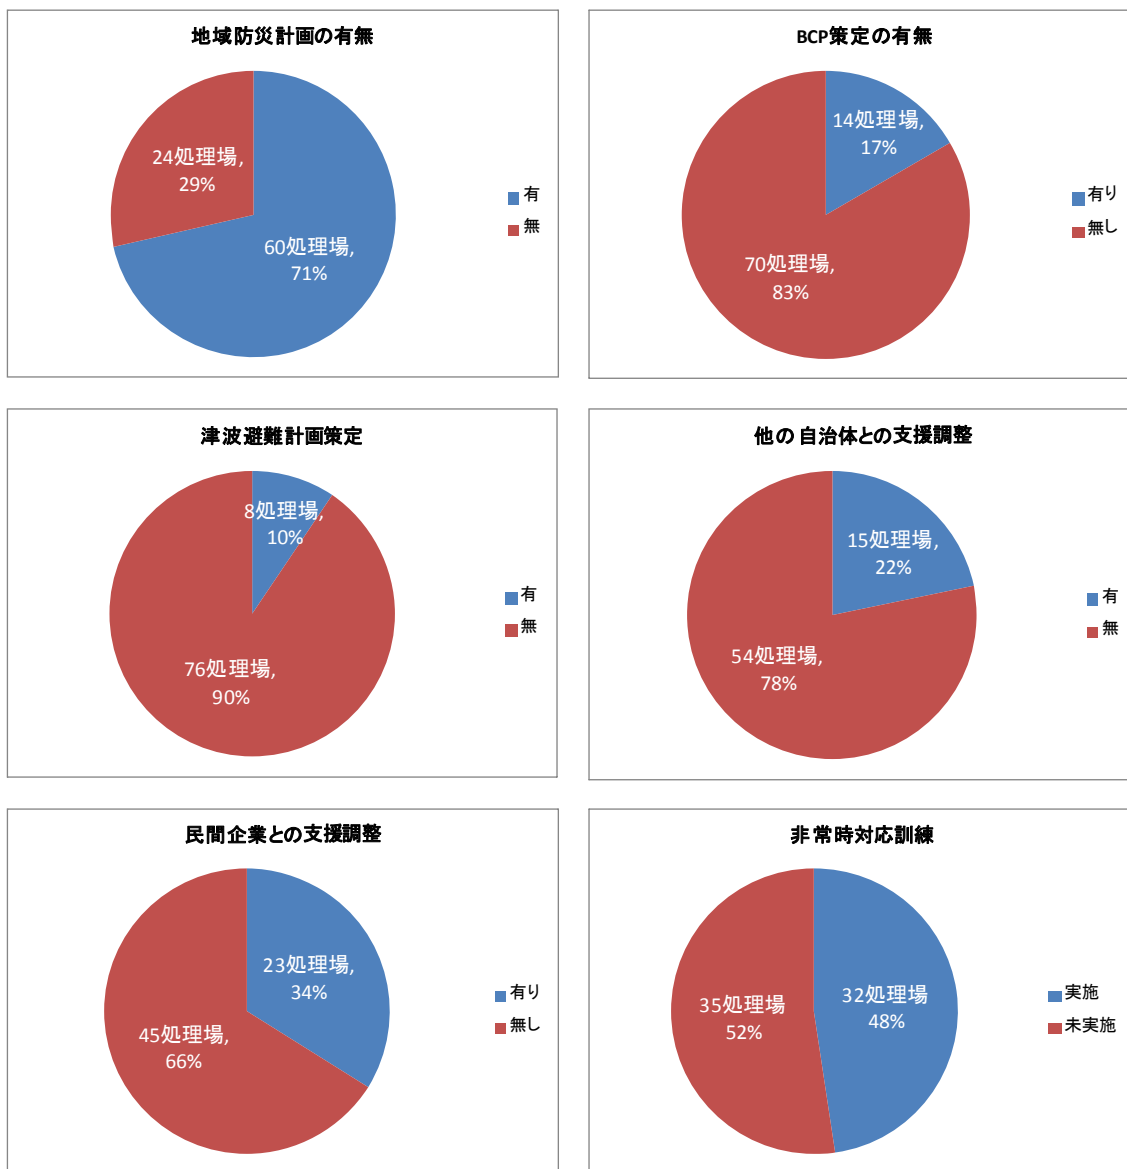 地域防災計画の有無
24処理場,
29%
60処理場,
71%
有
無
BCP策定の有無
14処理場,
17%
70処理場,
83%
有り
無し
津波避難計画策定
8処理場,
10%
76処理場,
90%
有
無
他の自治体との支援調整
15処理場,
22%
54処理場,
78%
有
無
民間企業との支援調整
23処理場,
34%
45処理場,
66%
有り
無し
非常時対応訓練
35処理場
52%
32処理場
48%
実施
未実施